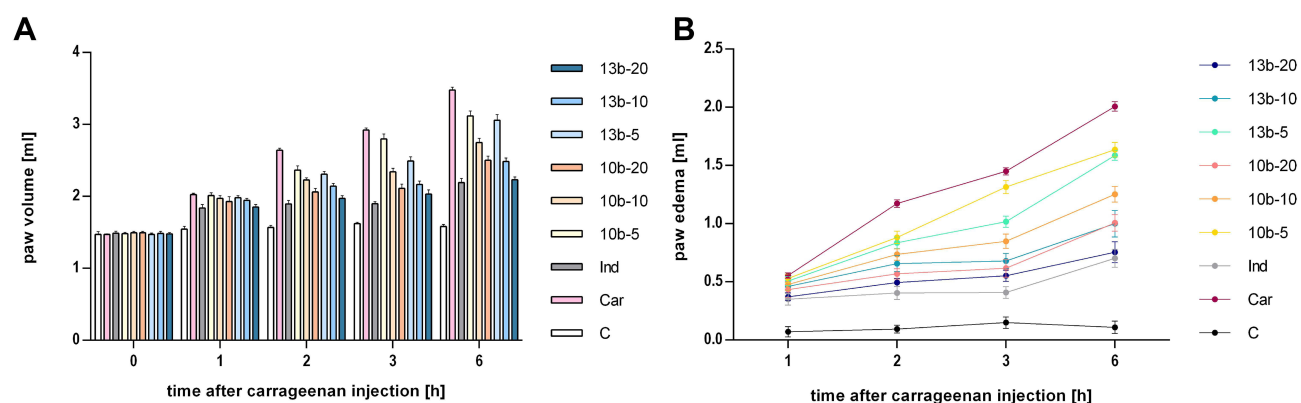 A
paw volume [ml]
4
3
2
1
0
0 1 2 3 6
time after carrageenan injection [h]
13b-20
13b-10
13b-5
10b-20
10b-10
10b-5
Ind
Car
C
B
paw edema [ml]
2.5
2.0
1.5
1.0
0.5
0.0
1 2 3 6
time after carrageenan injection [h]
13b-20
13b-10
13b-5
10b-20
10b-10
10b-5
Ind
Car
C